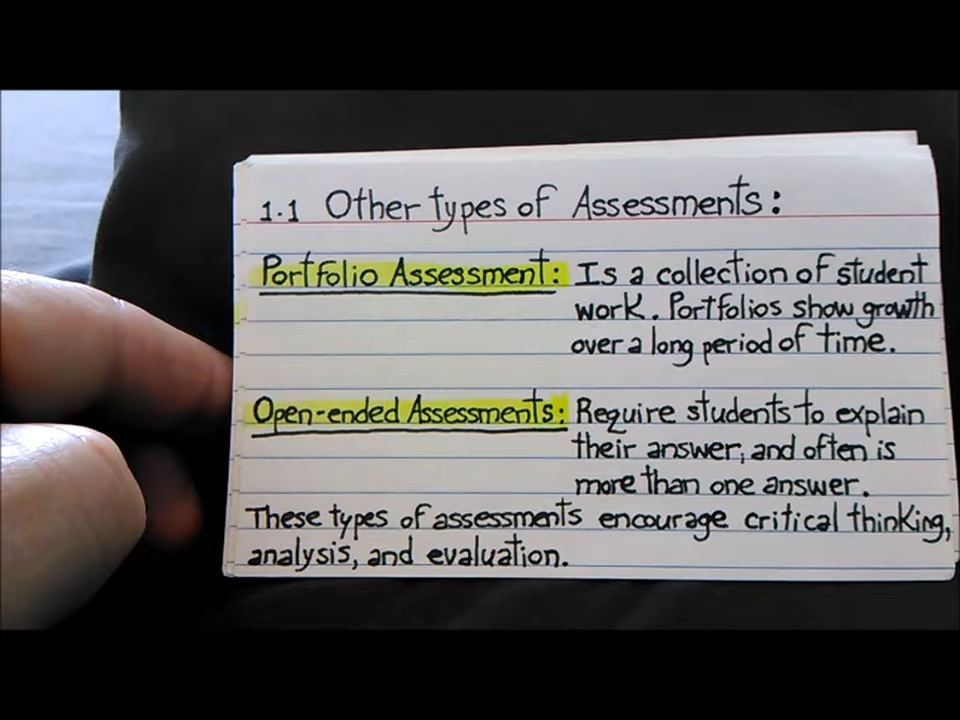 1.1 Other types of Assessments:
Portfolio Assessment: Is a collection of student
work. Portfolios show growth
over a long period of time.
Open-ended Assessments: Require students to explain
their answer, and often is
more than one answer.
These types of assessments encourage critical thinking,
analysis, and evaluation.